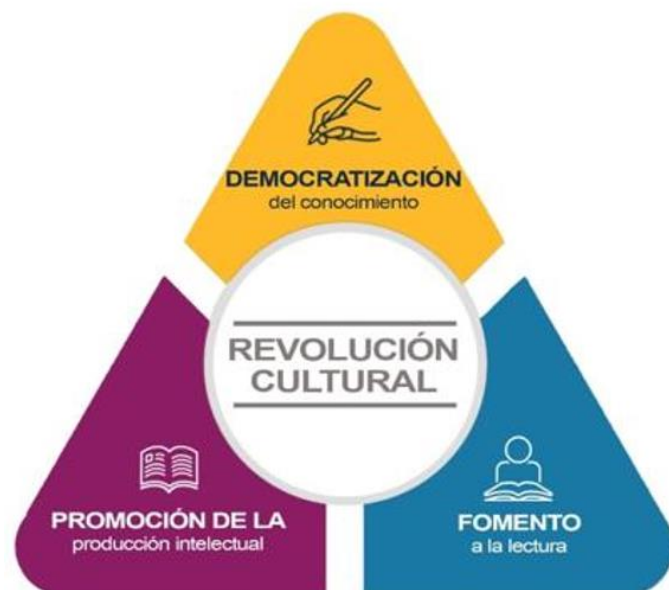 DEMOCRATIZACIÓN
del conocimiento
REVOLUCIÓN
CULTURAL
PROMOCIÓN DE LA
producción intelectual
FOMENTO
a la lectura